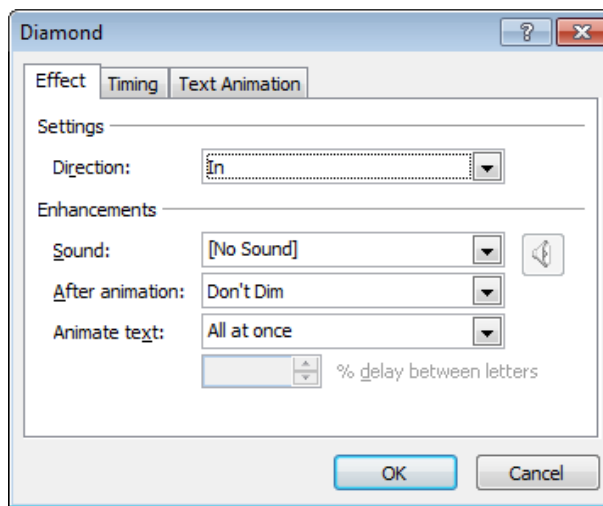 Diamond
Effect Timing Text Animation
Settings
Direction: In
Enhancements
Sound: [No Sound]
After animation: Don't Dim
Animate text: All at once
% delay between letters
OK Cancel